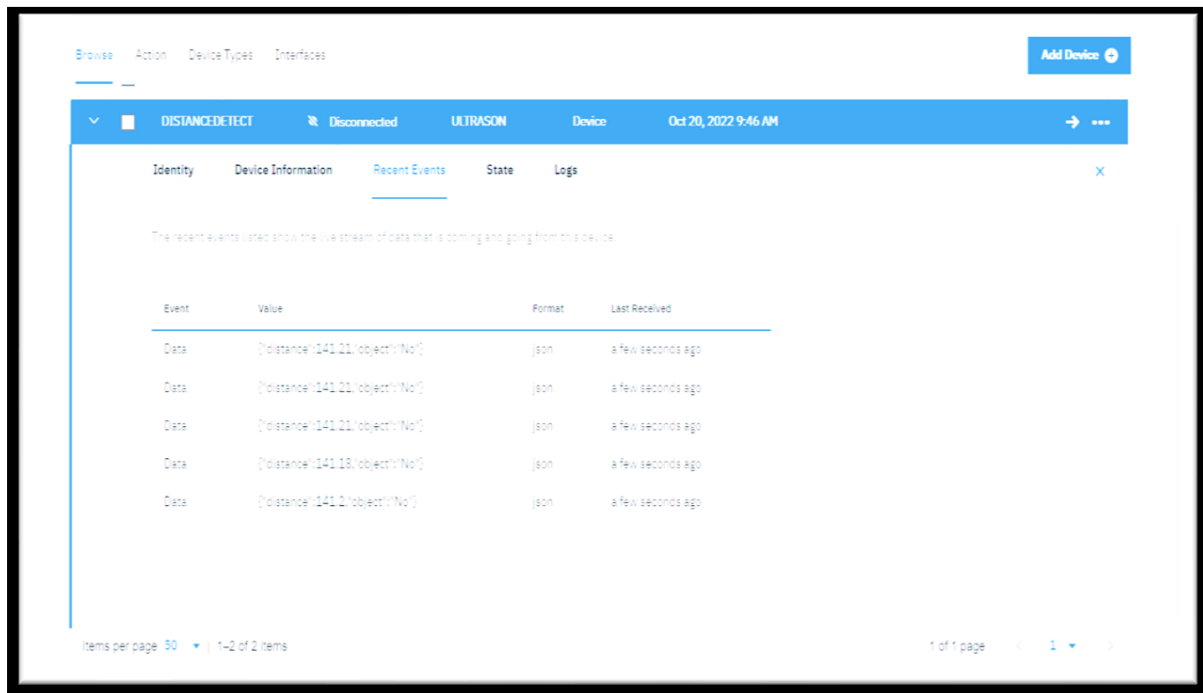 Browse Action Device Types Interfaces Add Device
DISTANCEDETECT Disconnected ULTRASON Device Oct 20, 2022 9:46 AM
Identity Device Information Recent Events State Logs X
The recent events listed show the live stream of data that is coming and going from this device.
Event Value Format Last Received
Data {"distance":141.21,"object":"No"} json a few seconds ago
Data {"distance":141.21,"object":"No"} json a few seconds ago
Data {"distance":141.21,"object":"No"} json a few seconds ago
Data {"distance":141.18,"object":"No"} json a few seconds ago
Data {"distance":141.2,"object":"No"} json a few seconds ago
Items per page 50 | 1–2 of 2 items 1 of 1 page 1